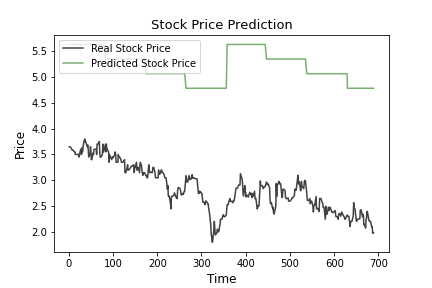 Stock Price Prediction
Real Stock Price
Predicted Stock Price
5.5
5.0
4.5
4.0
3.5
3.0
2.5
2.0
Price
0 100 200 300 400 500 600 700
Time